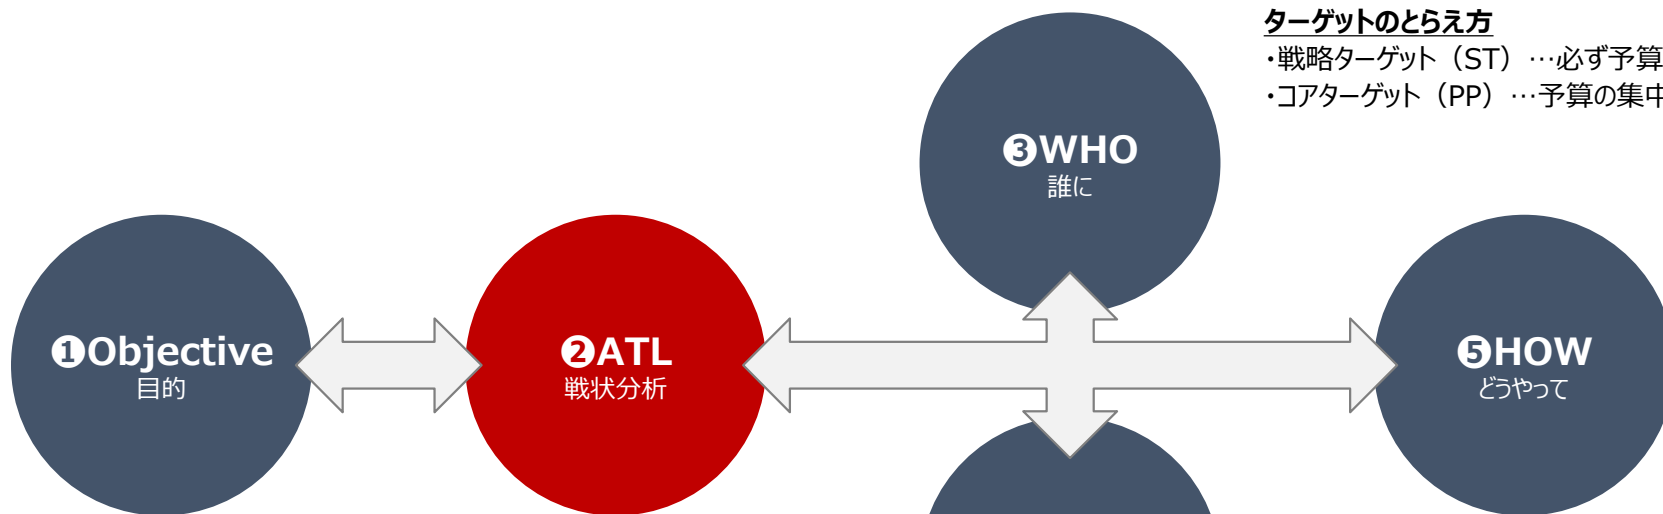 ターゲットのとらえ方
・戦略ターゲット（ST）…必ず予算
・コアターゲット（PP）…予算の集中
❸WHO
誰に
❶Objective
目的
❷ATL
戦状分析
❺HOW
どうやって